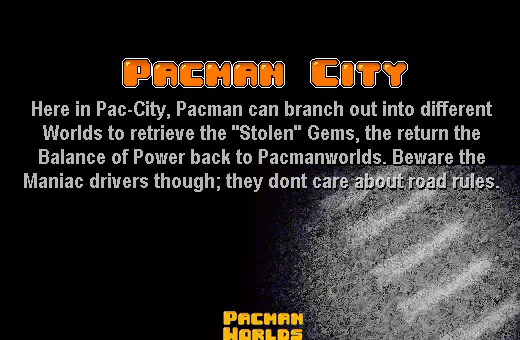 Pacman City
Here in Pac-City, Pacman can branch out into different
Worlds to retrieve the "Stolen" Gems, the return the
Balance of Power back to Pacmanworlds. Beware the
Maniac drivers though; they dont care about road rules.
Pacman
Worlds